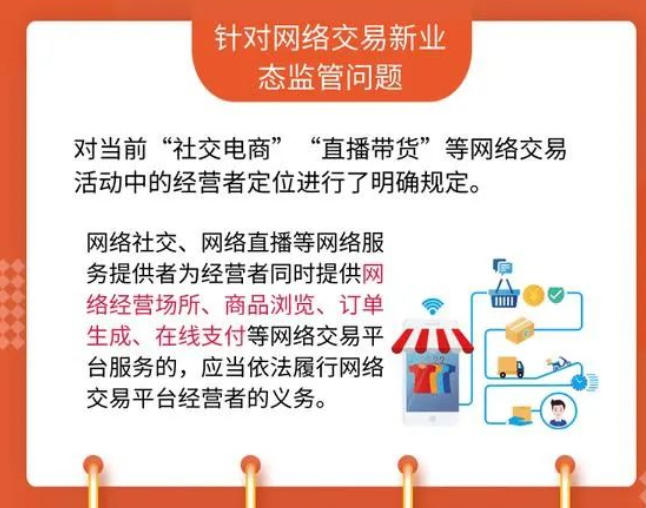 针对网络交易新业
态监管问题
对当前“社交电商”“直播带货”等网络交易
活动中的经营者定位进行了明确规定。
网络社交、网络直播等网络服
务提供者为经营者同时提供网
络经营场所、商品浏览、订单
生成、在线支付等网络交易平
台服务的，应当依法履行网络
交易平台经营者的义务。